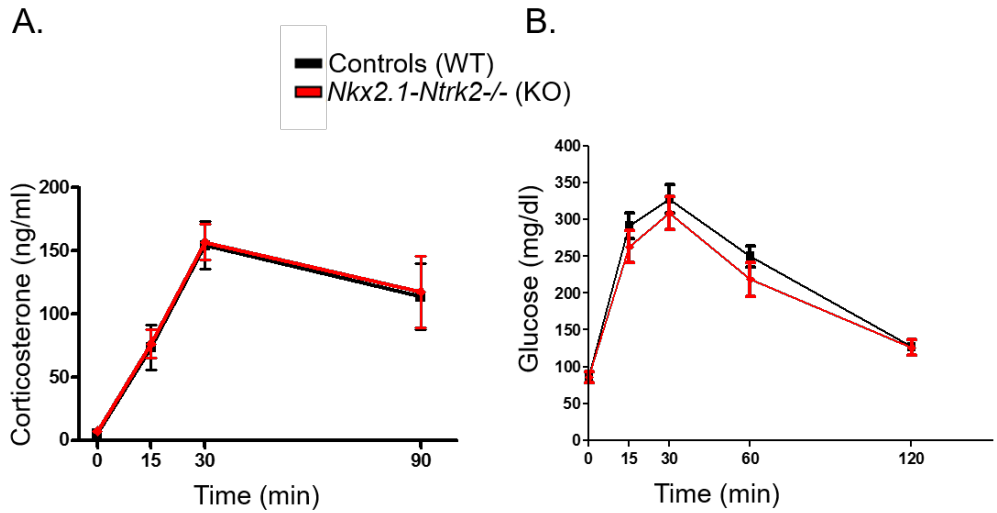 A.
B.
Controls (WT)
Nkx2.1-Ntrk2-/- (KO)
Corticosterone (ng/ml)
200
150
100
50
0
0 15 30 90
Time (min)
Glucose (mg/dl)
400
350
300
250
200
150
100
50
0
0 15 30 60 120
Time (min)